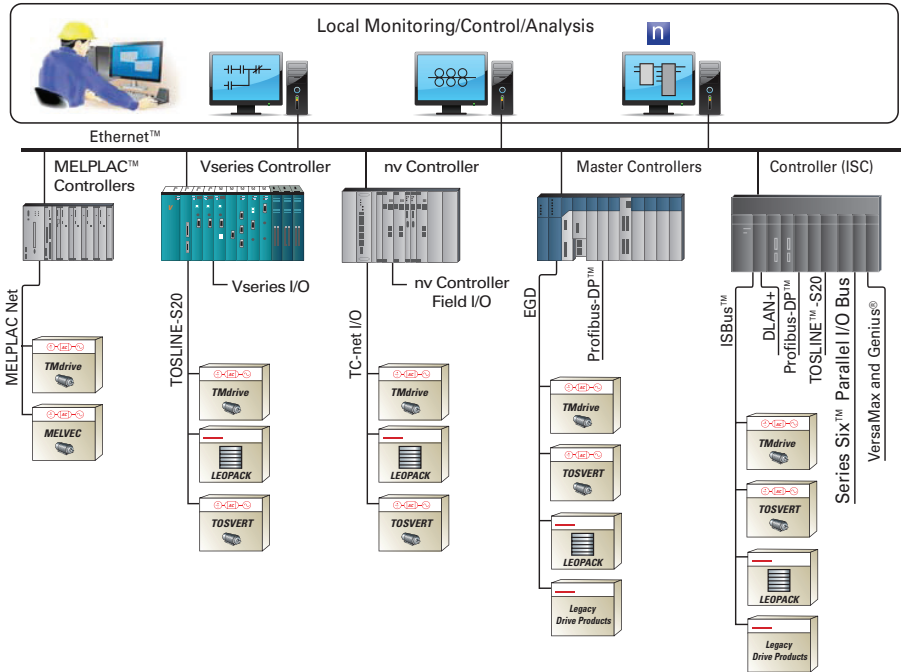 Local Monitoring/Control/Analysis
n
Ethernet™
MELPLAC™
Controllers
Vseries Controller
nv Controller
Master Controllers
Controller (ISC)
MELPLAC Net
TMdrive
MELVEC
TOSLINE-S20
Vseries I/O
TMdrive
LEOPACK
TOSVERT
TC-net I/O
nv Controller
Field I/O
TMdrive
LEOPACK
TOSVERT
EGD
Profibus-DP™
TMdrive
TOSVERT
LEOPACK
Legacy
Drive Products
ISBus™
DLAN+
Profibus-DP™
TOSLINE™-S20
Series Six™ Parallel I/O Bus
VersaMax and Genius®
TMdrive
TOSVERT
LEOPACK
Legacy
Drive Products